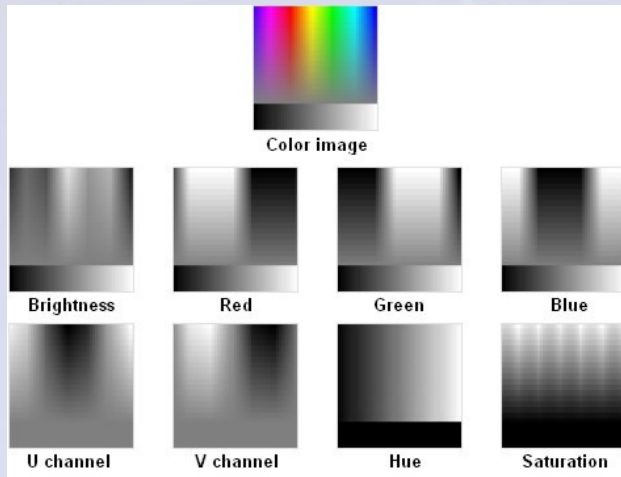 Color image
Brightness Red Green Blue
U channel V channel Hue Saturation